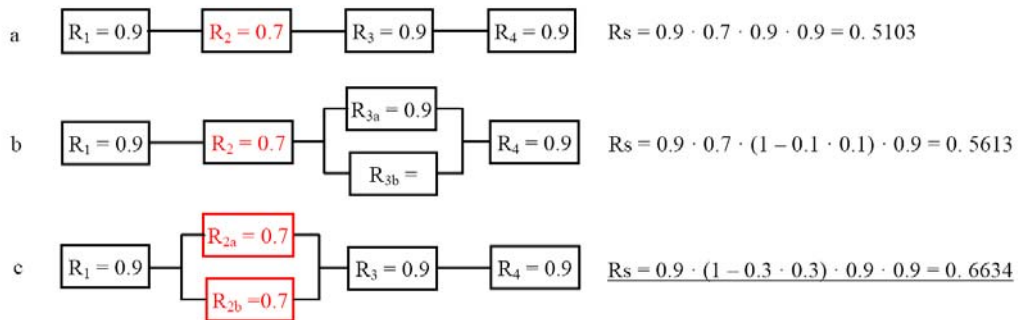 a R₁ = 0.9 R₂ = 0.7 R₃ = 0.9 R₄ = 0.9 Rs = 0.9 · 0.7 · 0.9 · 0.9 = 0. 5103
R₃ₐ = 0.9
b R₁ = 0.9 R₂ = 0.7 R₄ = 0.9 Rs = 0.9 · 0.7 · (1 – 0.1 · 0.1) · 0.9 = 0. 5613
R₃b =
R₂ₐ = 0.7
c R₁ = 0.9 R₃ = 0.9 R₄ = 0.9 Rs = 0.9 · (1 – 0.3 · 0.3) · 0.9 · 0.9 = 0. 6634
R₂b =0.7